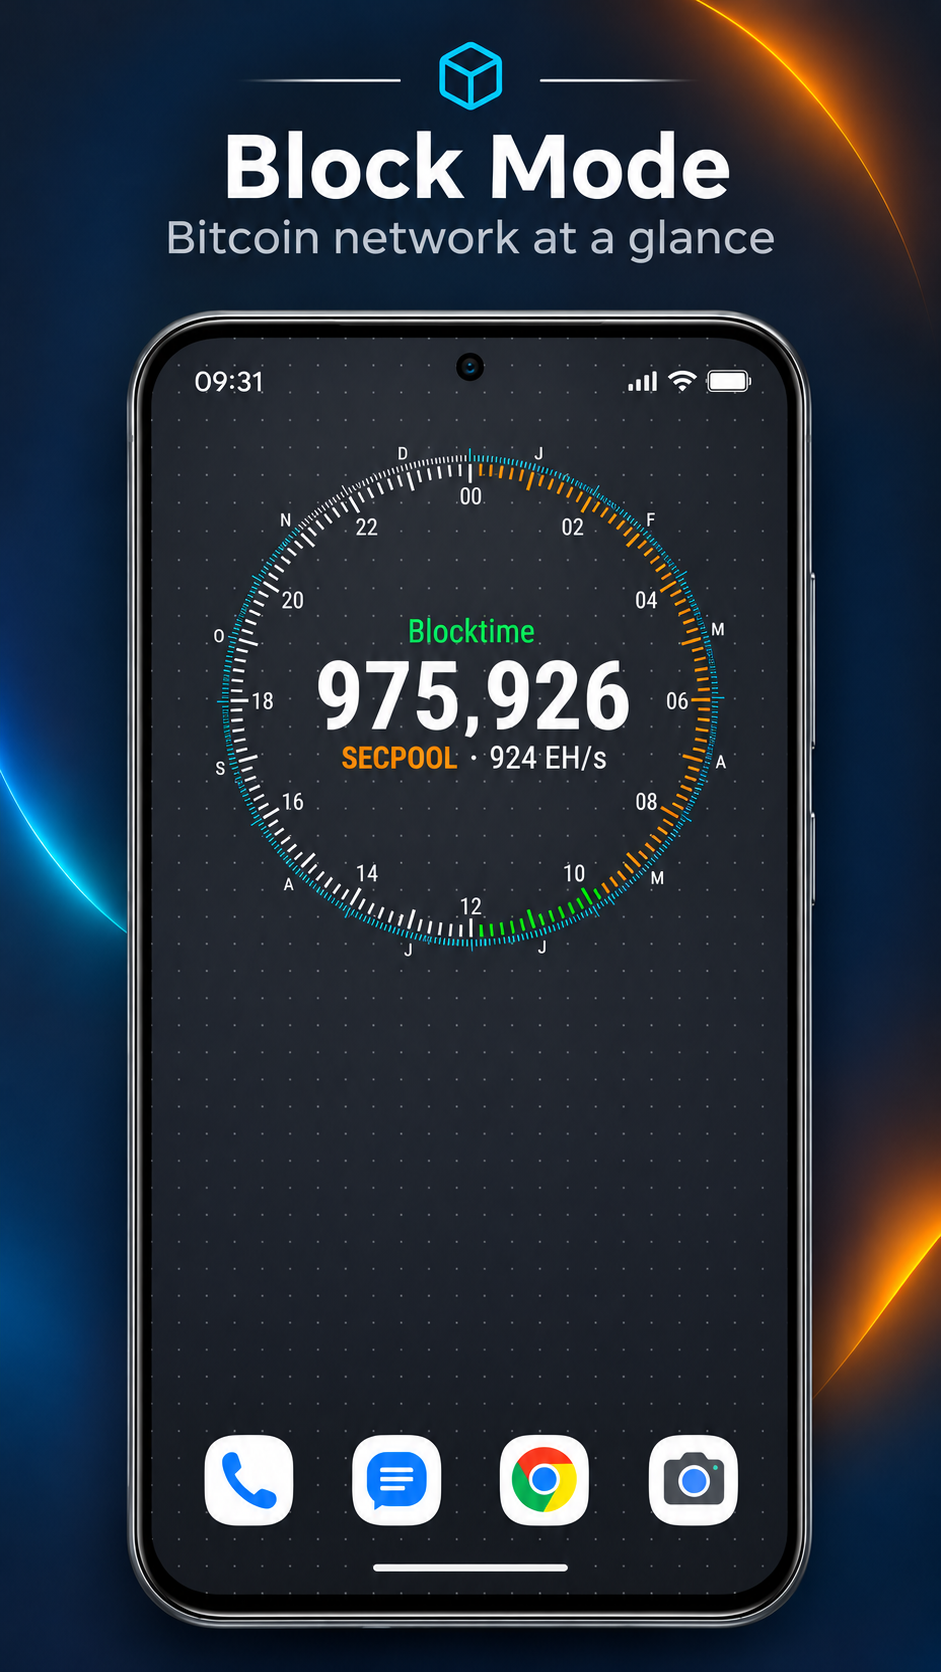 Block Mode
Bitcoin network at a glance
09:31
D J
00
N 22 02 F
20 04
O M
Blocktime
975,926
18 06
SECPOOL · 924 EH/s
S A
16 08
A 14 10 M
12
J J